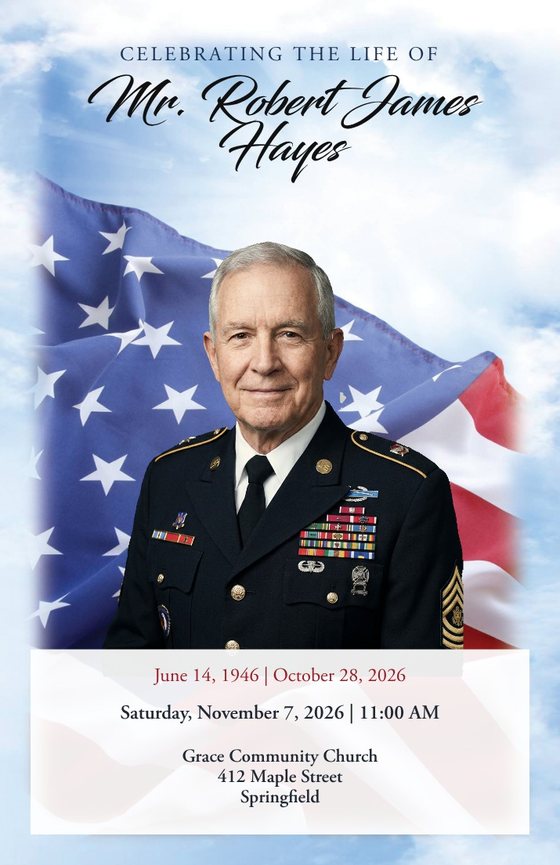 CELEBRATING THE LIFE OF
Mr. Robert James
Hayes
June 14, 1946 | October 28, 2026
Saturday, November 7, 2026 | 11:00 AM
Grace Community Church
412 Maple Street
Springfield